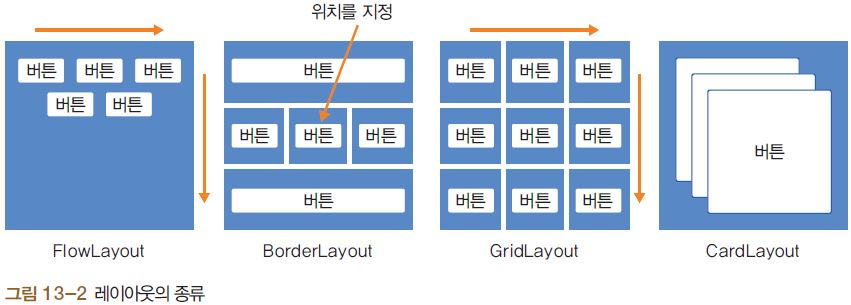 위치를 지정
버튼 버튼 버튼
버튼 버튼
버튼
버튼 버튼 버튼
버튼
버튼 버튼 버튼
버튼 버튼 버튼
버튼 버튼 버튼
버튼
FlowLayout
BorderLayout
GridLayout
CardLayout
그림 13-2 레이아웃의 종류